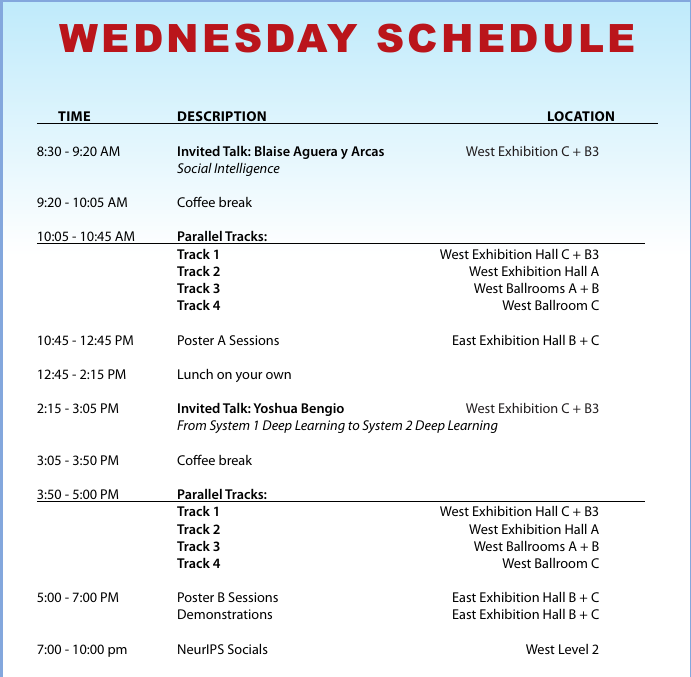 WEDNESDAY SCHEDULE
TIME DESCRIPTION LOCATION
8:30 - 9:20 AM Invited Talk: Blaise Aguera y Arcas West Exhibition C + B3
Social Intelligence
9:20 - 10:05 AM Coffee break
10:05 - 10:45 AM Parallel Tracks:
Track 1 West Exhibition Hall C + B3
Track 2 West Exhibition Hall A
Track 3 West Ballrooms A + B
Track 4 West Ballroom C
10:45 - 12:45 PM Poster A Sessions East Exhibition Hall B + C
12:45 - 2:15 PM Lunch on your own
2:15 - 3:05 PM Invited Talk: Yoshua Bengio West Exhibition C + B3
From System 1 Deep Learning to System 2 Deep Learning
3:05 - 3:50 PM Coffee break
3:50 - 5:00 PM Parallel Tracks:
Track 1 West Exhibition Hall C + B3
Track 2 West Exhibition Hall A
Track 3 West Ballrooms A + B
Track 4 West Ballroom C
5:00 - 7:00 PM Poster B Sessions East Exhibition Hall B + C
Demonstrations East Exhibition Hall B + C
7:00 - 10:00 pm NeurIPS Socials West Level 2